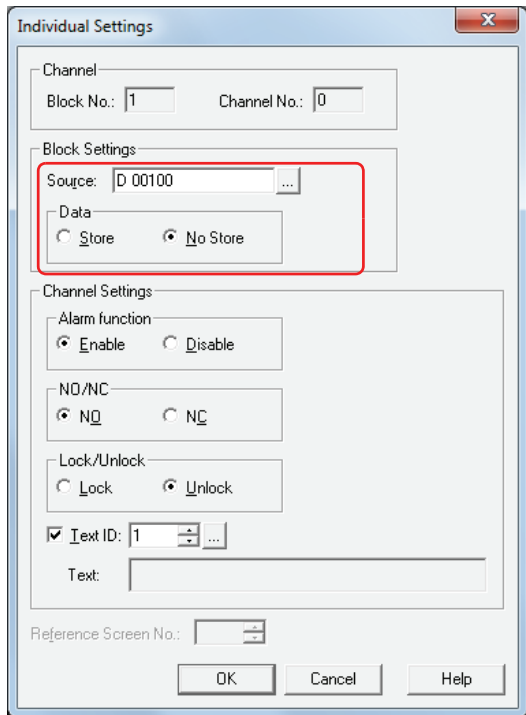 Individual Settings
Channel
Block No.: 1 Channel No.: 0
Block Settings
Source: D 00100 ...
Data
Store No Store
Channel Settings
Alarm function
Enable Disable
NO/NC
NO NC
Lock/Unlock
Lock Unlock
Text ID: 1 ...
Text:
Reference Screen No.:
OK Cancel Help